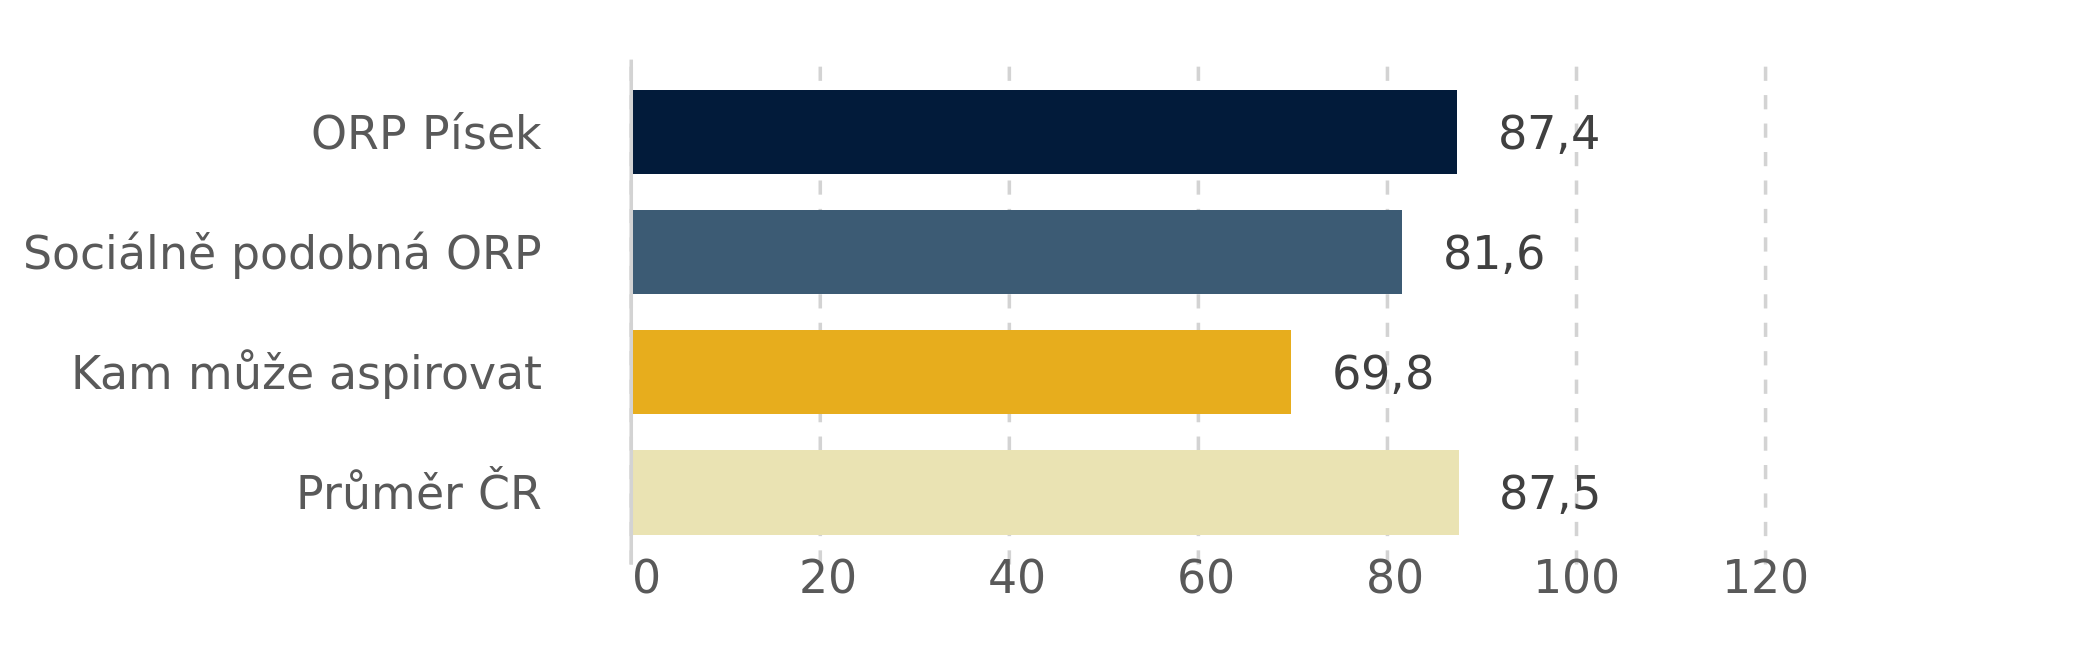 ORP Písek 87,4
Sociálně podobná ORP 81,6
Kam může aspirovat 69,8
Průměr ČR 87,5
0 20 40 60 80 100 120